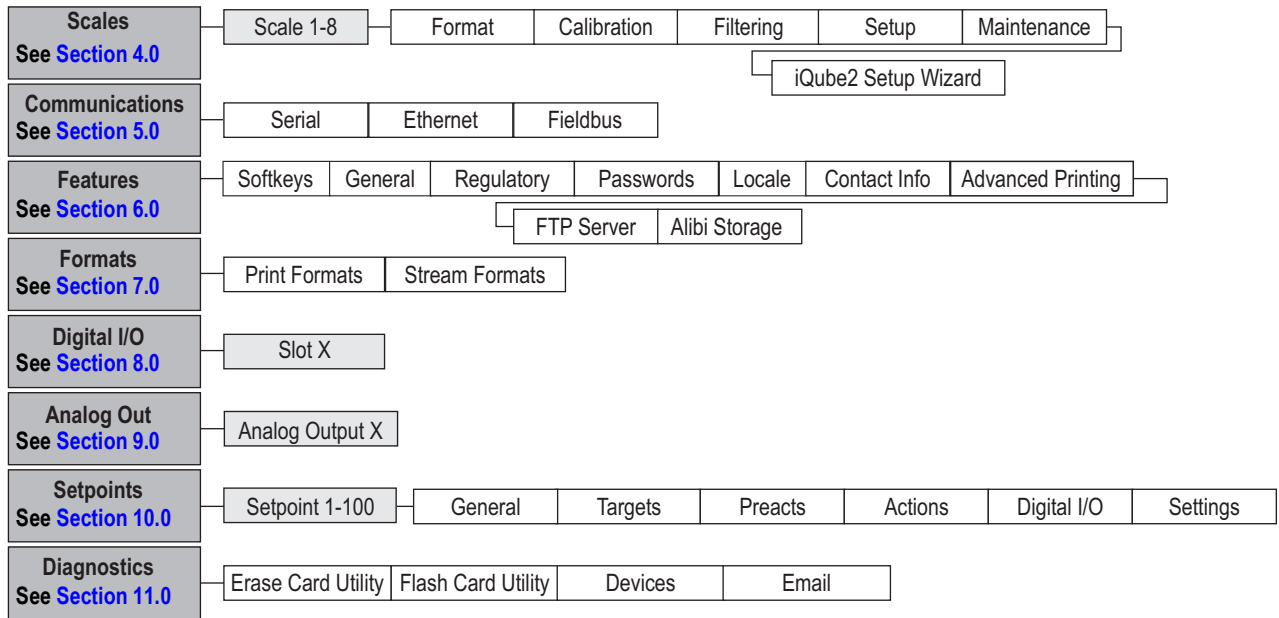 Scales
See Section 4.0
Scale 1-8
Format
Calibration
Filtering
Setup
Maintenance
iQube2 Setup Wizard
Communications
See Section 5.0
Serial
Ethernet
Fieldbus
Features
See Section 6.0
Softkeys
General
Regulatory
Passwords
Locale
Contact Info
Advanced Printing
FTP Server
Alibi Storage
Formats
See Section 7.0
Print Formats
Stream Formats
Digital I/O
See Section 8.0
Slot X
Analog Out
See Section 9.0
Analog Output X
Setpoints
See Section 10.0
Setpoint 1-100
General
Targets
Preacts
Actions
Digital I/O
Settings
Diagnostics
See Section 11.0
Erase Card Utility
Flash Card Utility
Devices
Email